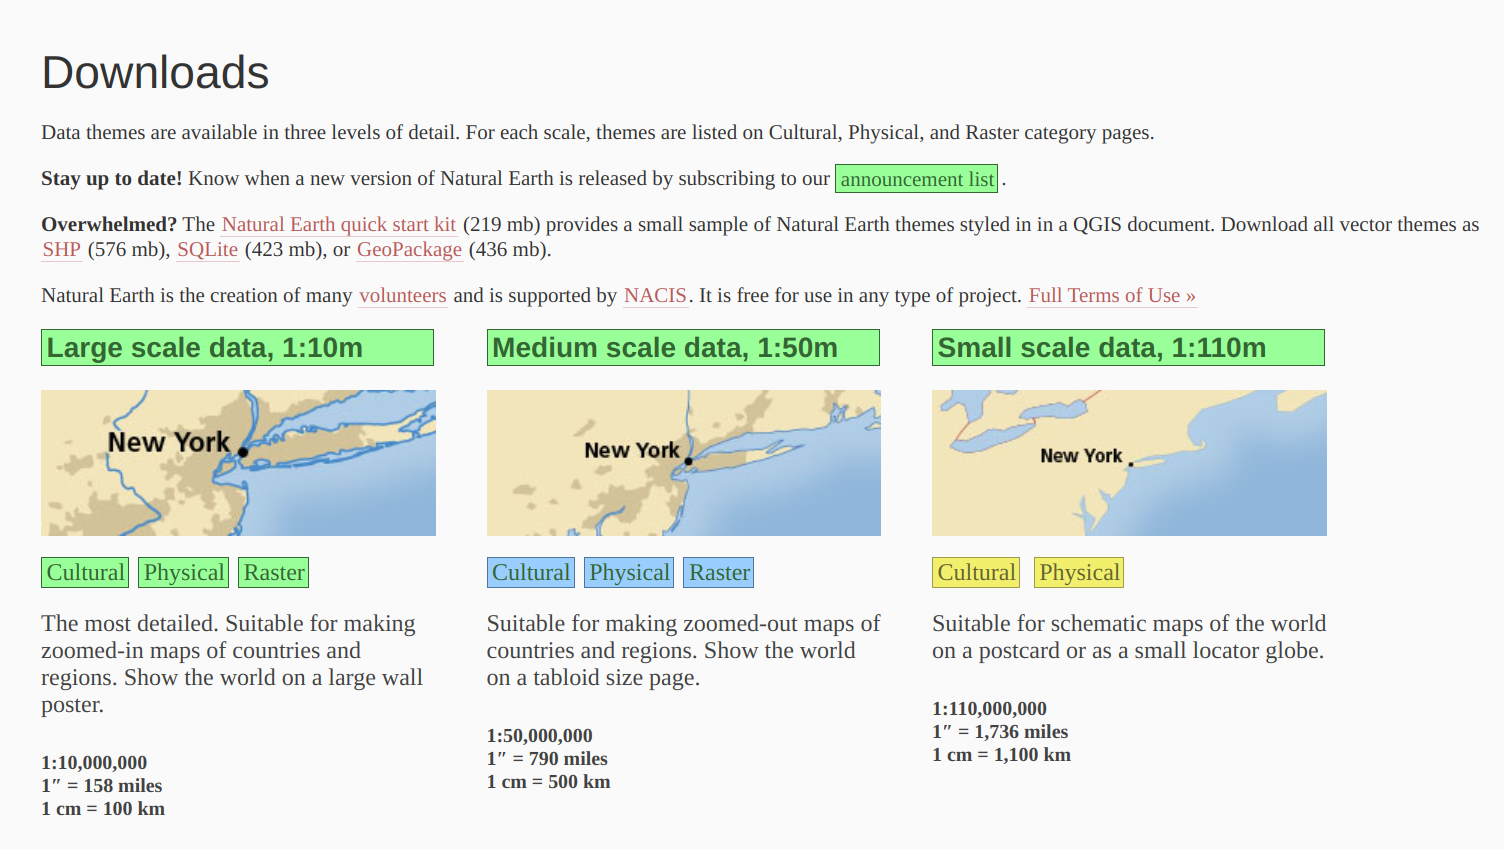 Downloads
Data themes are available in three levels of detail. For each scale, themes are listed on Cultural, Physical, and Raster category pages.
Stay up to date! Know when a new version of Natural Earth is released by subscribing to our announcement list.
Overwhelmed? The Natural Earth quick start kit (219 mb) provides a small sample of Natural Earth themes styled in in a QGIS document. Download all vector themes as
SHP (576 mb), SQLite (423 mb), or GeoPackage (436 mb).
Natural Earth is the creation of many volunteers and is supported by NACIS. It is free for use in any type of project. Full Terms of Use »
Large scale data, 1:10m
New York
Cultural Physical Raster
The most detailed. Suitable for making
zoomed-in maps of countries and
regions. Show the world on a large wall
poster.
1:10,000,000
1″ = 158 miles
1 cm = 100 km
Medium scale data, 1:50m
New York
Cultural Physical Raster
Suitable for making zoomed-out maps of
countries and regions. Show the world
on a tabloid size page.
1:50,000,000
1″ = 790 miles
1 cm = 500 km
Small scale data, 1:110m
New York
Cultural Physical
Suitable for schematic maps of the world
on a postcard or as a small locator globe.
1:110,000,000
1″ = 1,736 miles
1 cm = 1,100 km